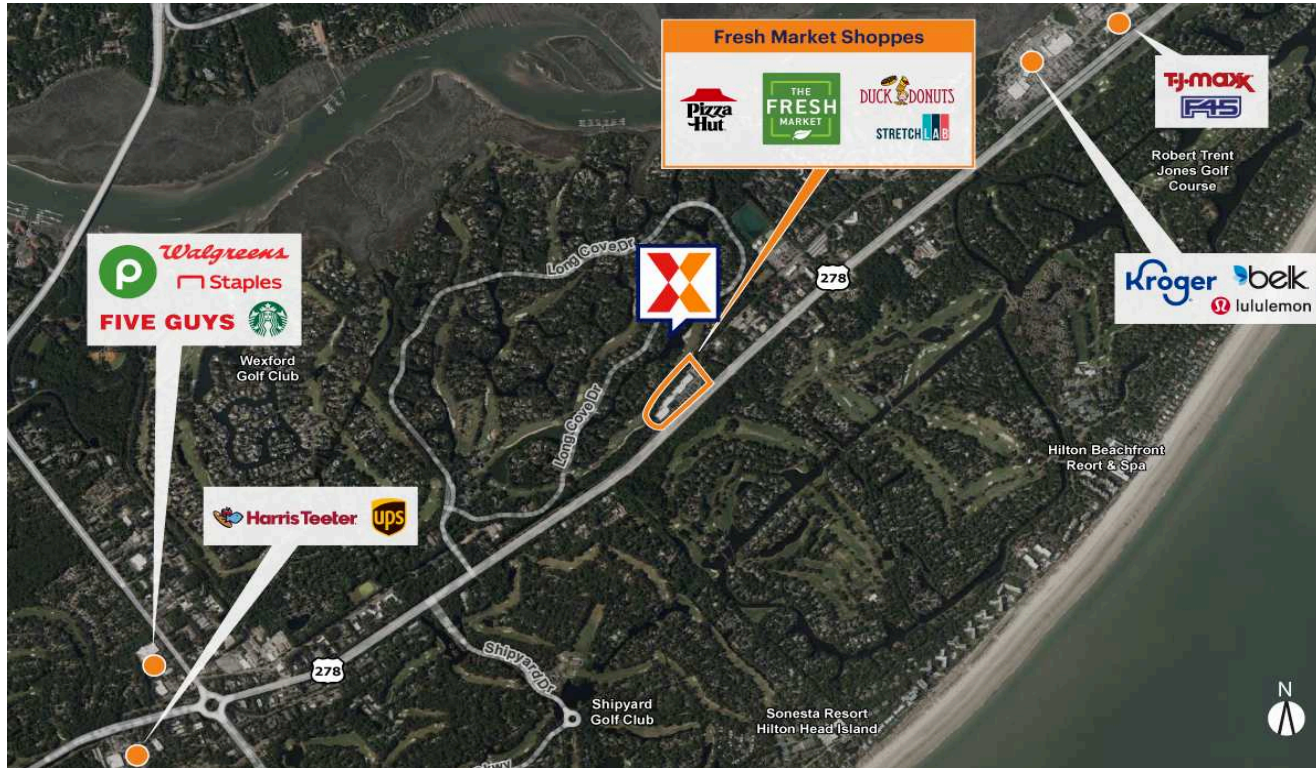 Fresh Market Shoppes
Pizza
Hut
THE
FRESH
MARKET
DUCK DONUTS
STRETCH LAB
T·J·maxx
F45
Robert Trent
Jones Golf
Course
Kroger
belk
lululemon
278
Long Cove Dr
Long Cove Dr
X
P
Walgreens
Staples
FIVE GUYS
Wexford
Golf Club
Hilton Beachfront
Reort & Spa
Harris Teeter
ups
278
Shipyard Dr
Shipyard
Golf Club
Sonesta Resort
Hilton Head Island
N